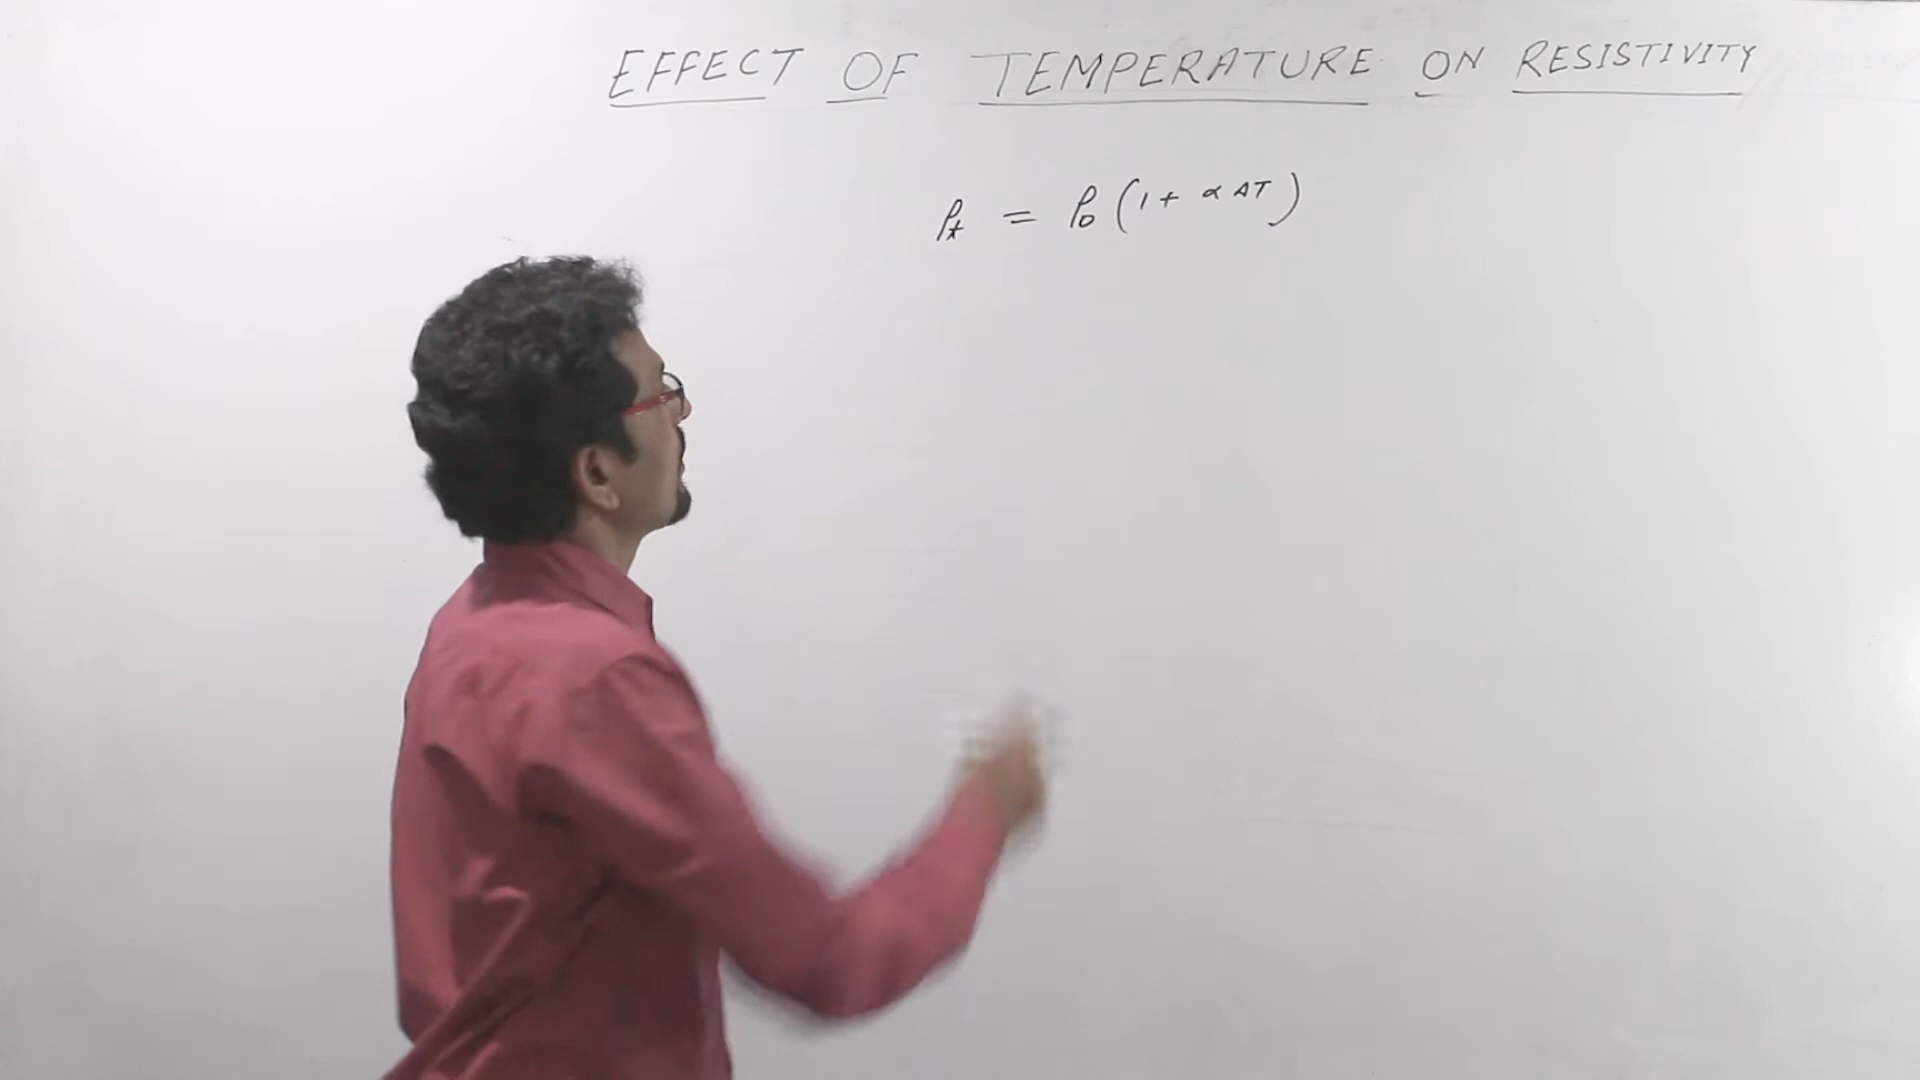 EFFECT OF TEMPERATURE ON RESISTIVITY
ρt = ρ0 (1 + α ΔT)